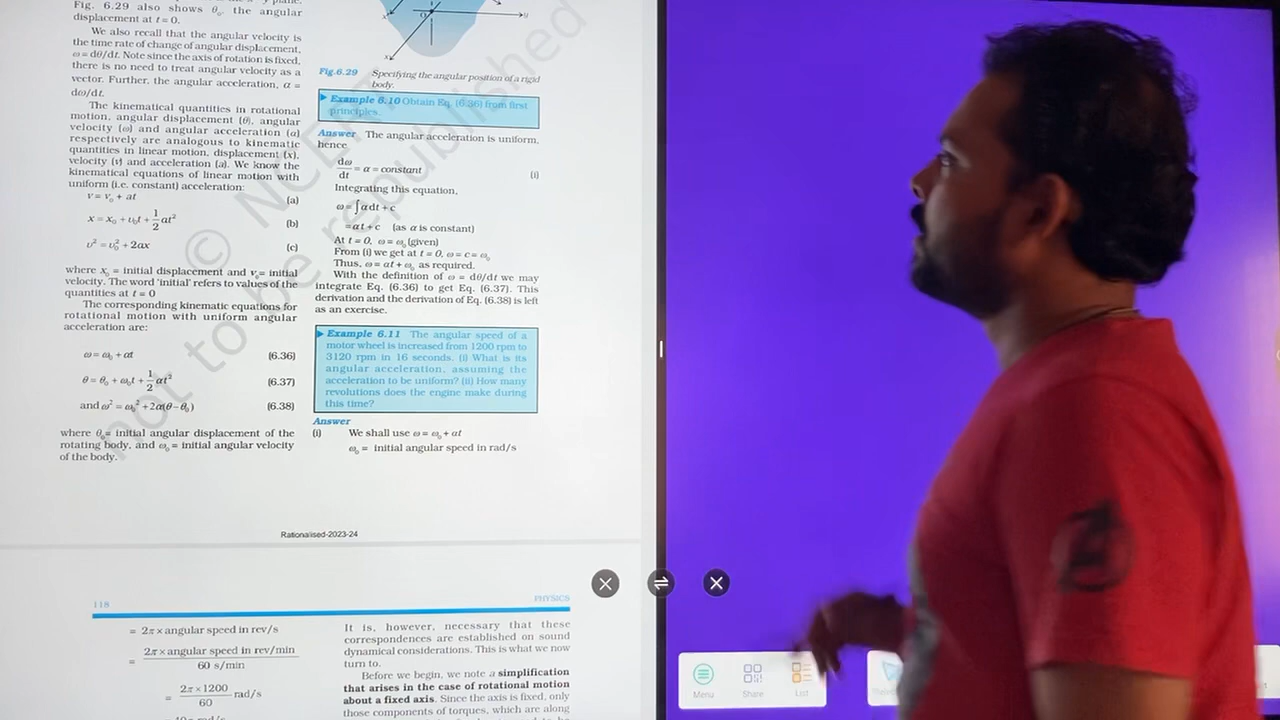 Fig. 6.29 also shows θ₀, the angular
displacement at t = 0.
We also recall that the angular velocity is
the time rate of change of angular displacement,
ω = dθ/dt. Note since the axis of rotation is fixed,
there is no need to treat angular velocity as a
vector. Further, the angular acceleration, α =
dω/dt.
The kinematical quantities in rotational
motion, angular displacement (θ), angular
velocity (ω) and angular acceleration (α)
respectively are analogous to kinematic
quantities in linear motion, displacement (x),
velocity (v) and acceleration (a). We know the
kinematical equations of linear motion with
uniform (i.e. constant) acceleration:
v = v₀ + at (a)
x = x₀ + υ₀t + 1/2 at² (b)
υ² = υ₀² + 2ax (c)
where x₀ = initial displacement and v₀= initial
velocity. The word 'initial' refers to values of the
quantities at t = 0
The corresponding kinematic equations for
rotational motion with uniform angular
acceleration are:
ω = ω₀ + αt (6.36)
θ = θ₀ + ω₀t + 1/2 αt² (6.37)
and ω² = ω₀² + 2α(θ – θ₀) (6.38)
where θ₀= initial angular displacement of the
rotating body, and ω₀ = initial angular velocity
of the body.
O y
x
Fig.6.29 Specifying the angular position of a rigid
body.
Example 6.10 Obtain Eq. (6.36) from first
principles.
Answer The angular acceleration is uniform,
hence
dω/dt = α = constant (i)
Integrating this equation,
ω = ∫ α dt + c
= αt + c (as α is constant)
At t = 0, ω = ω₀ (given)
From (i) we get at t = 0, ω = c = ω₀
Thus, ω = αt + ω₀ as required.
With the definition of ω = dθ/dt we may
integrate Eq. (6.36) to get Eq. (6.37). This
derivation and the derivation of Eq. (6.38) is left
as an exercise.
Example 6.11 The angular speed of a
motor wheel is increased from 1200 rpm to
3120 rpm in 16 seconds. (i) What is its
angular acceleration, assuming the
acceleration to be uniform? (ii) How many
revolutions does the engine make during
this time?
Answer
(i) We shall use ω = ω₀ + αt
ω₀ = initial angular speed in rad/s
© NCERT
not to be republished
Rationalised-2023-24
118 PHYSICS
= 2π × angular speed in rev/s
= 2π × angular speed in rev/min / 60 s/min
= 2π × 1200 / 60 rad/s
It is, however, necessary that these
correspondences are established on sound
dynamical considerations. This is what we now
turn to.
Before we begin, we note a simplification
that arises in the case of rotational motion
about a fixed axis. Since the axis is fixed, only
those components of torques, which are along
Menu Share List